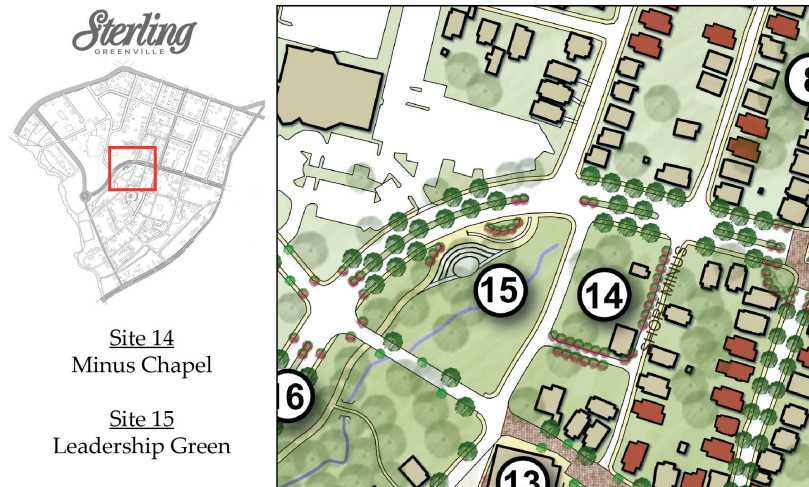 Sterling
GREENVILLE
Site 14
Minus Chapel
Site 15
Leadership Green
8
15
14
16
13